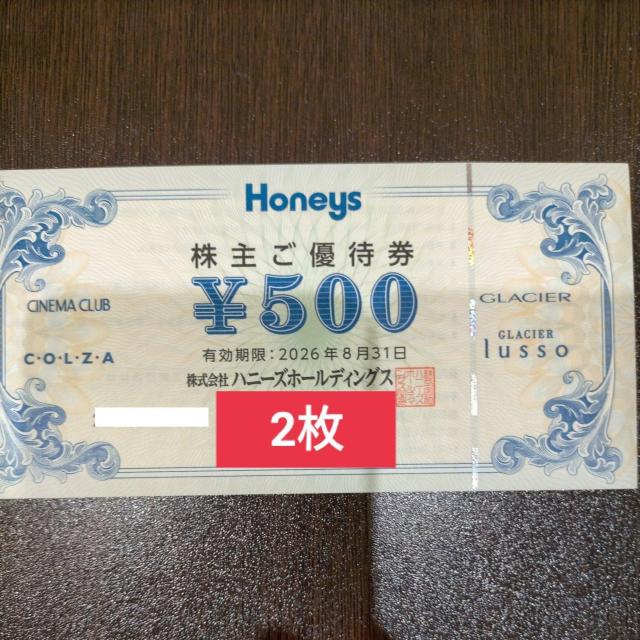 Honeys
株主ご優待券
¥500
CINEMA CLUB
GLACIER
C・O・L・Z・A
GLACIER
lusso
有効期限：2026年8月31日
株式会社 ハニーズホールディングス
2枚